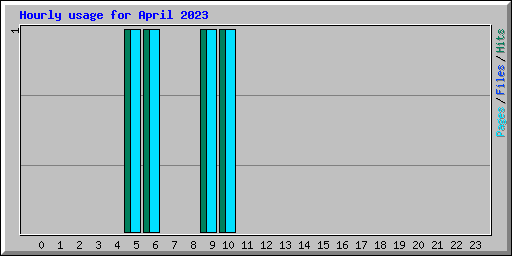 Hourly usage for April 2023
1
Pages/Files/Hits
0 1 2 3 4 5 6 7 8 9 10 11 12 13 14 15 16 17 18 19 20 21 22 23